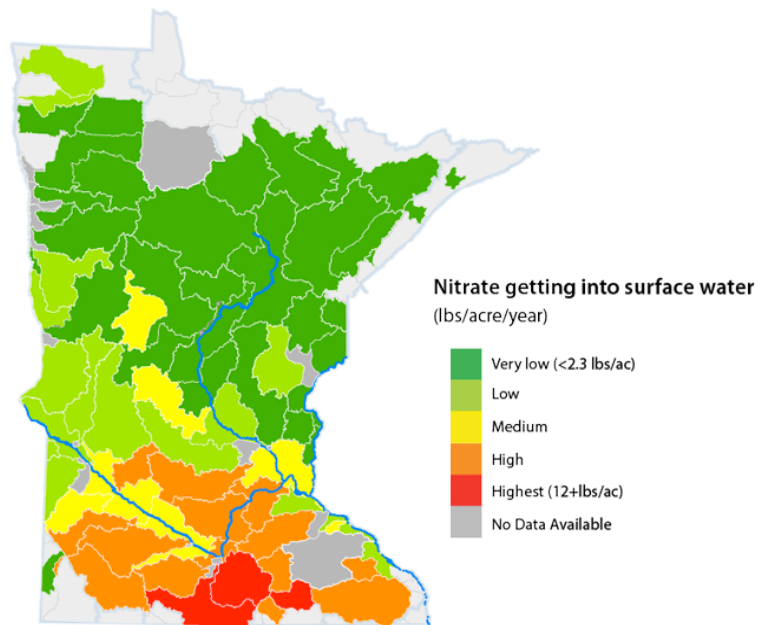 Nitrate getting into surface water
(lbs/acre/year)
Very low (<2.3 lbs/ac)
Low
Medium
High
Highest (12+lbs/ac)
No Data Available